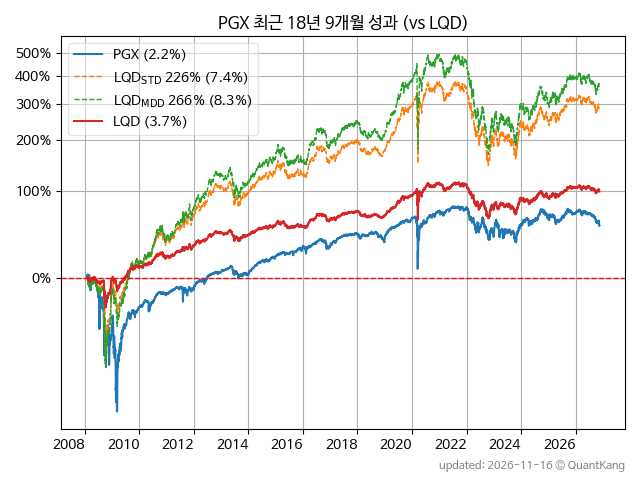 PGX 최근 18년 9개월 성과 (vs LQD)
500%
400%
300%
200%
100%
0%
PGX (2.2%)
LQD_STD 226% (7.4%)
LQD_MDD 266% (8.3%)
LQD (3.7%)
2008 2010 2012 2014 2016 2018 2020 2022 2024 2026
updated: 2026-11-16 © QuantKang